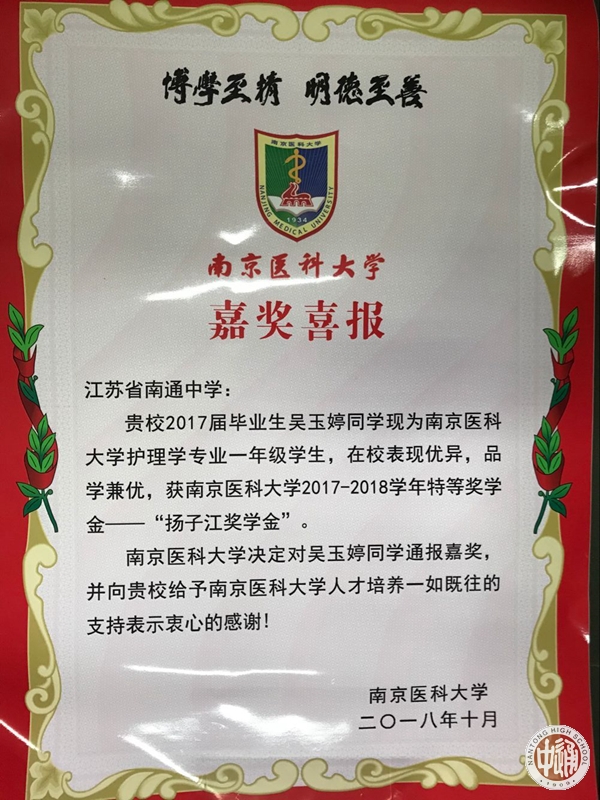 博学至精 明德至善
南京医科大学
NANJING MEDICAL UNIVERSITY
1934
南京医科大学
嘉奖喜报
江苏省南通中学：
贵校2017届毕业生吴玉婷同学现为南京医科
大学护理学专业一年级学生，在校表现优异，品
学兼优，获南京医科大学2017-2018学年特等奖学
金——“扬子江奖学金”。
南京医科大学决定对吴玉婷同学通报嘉奖，
并向贵校给予南京医科大学人才培养一如既往的
支持表示衷心的感谢!
南京医科大学
二〇一八年十月
NANTONG HIGH SCHOOL
中通
1909